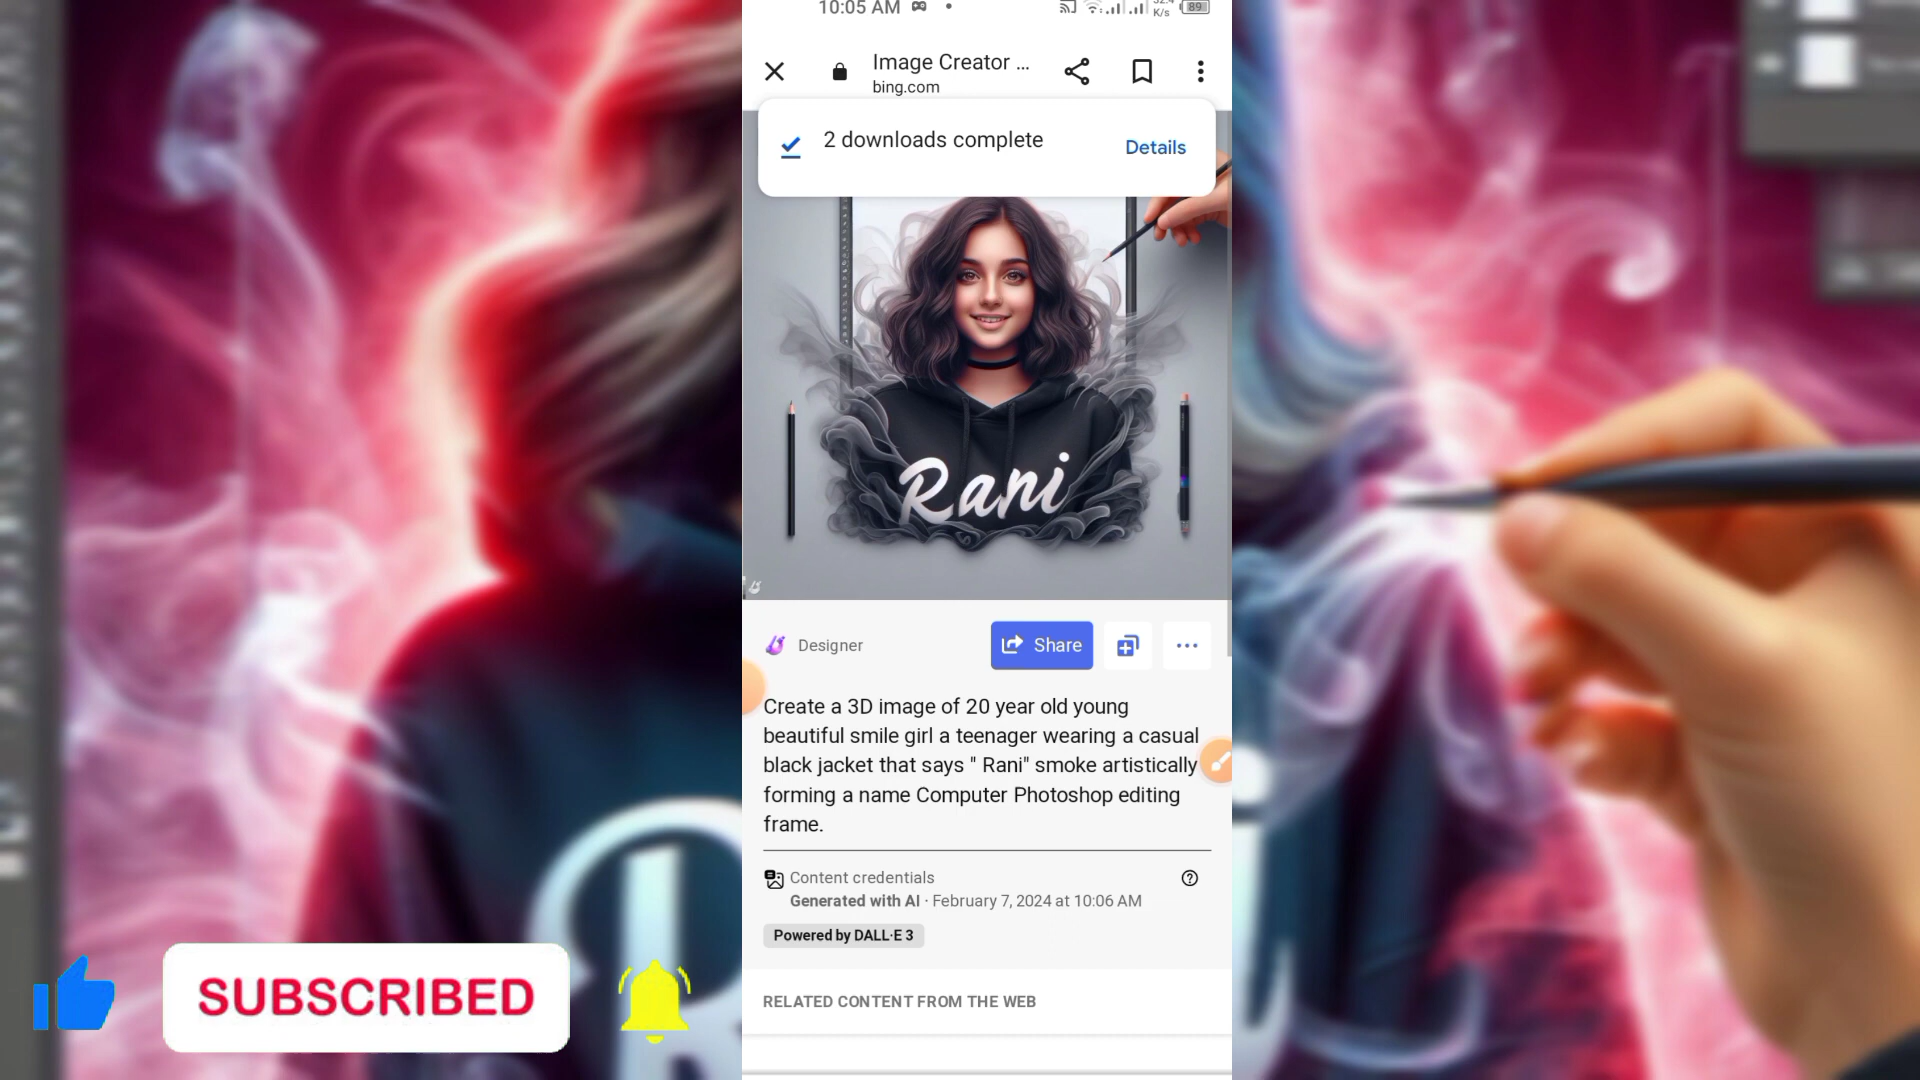 10:05 AM
K/s
89
Image Creator ...
bing.com
2 downloads complete
Details
Rani
Designer
Share
Create a 3D image of 20 year old young
beautiful smile girl a teenager wearing a casual
black jacket that says " Rani" smoke artistically
forming a name Computer Photoshop editing
frame.
Content credentials
Generated with AI · February 7, 2024 at 10:06 AM
Powered by DALL·E 3
SUBSCRIBED
RELATED CONTENT FROM THE WEB